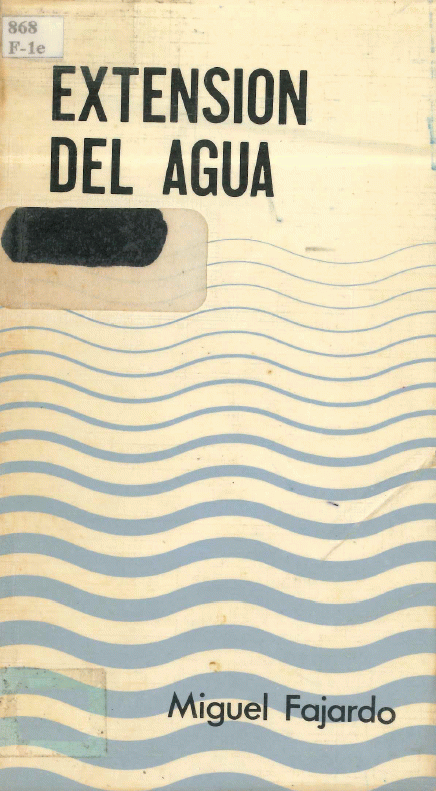 868
F-1e
EXTENSION
DEL AGUA
Miguel Fajardo